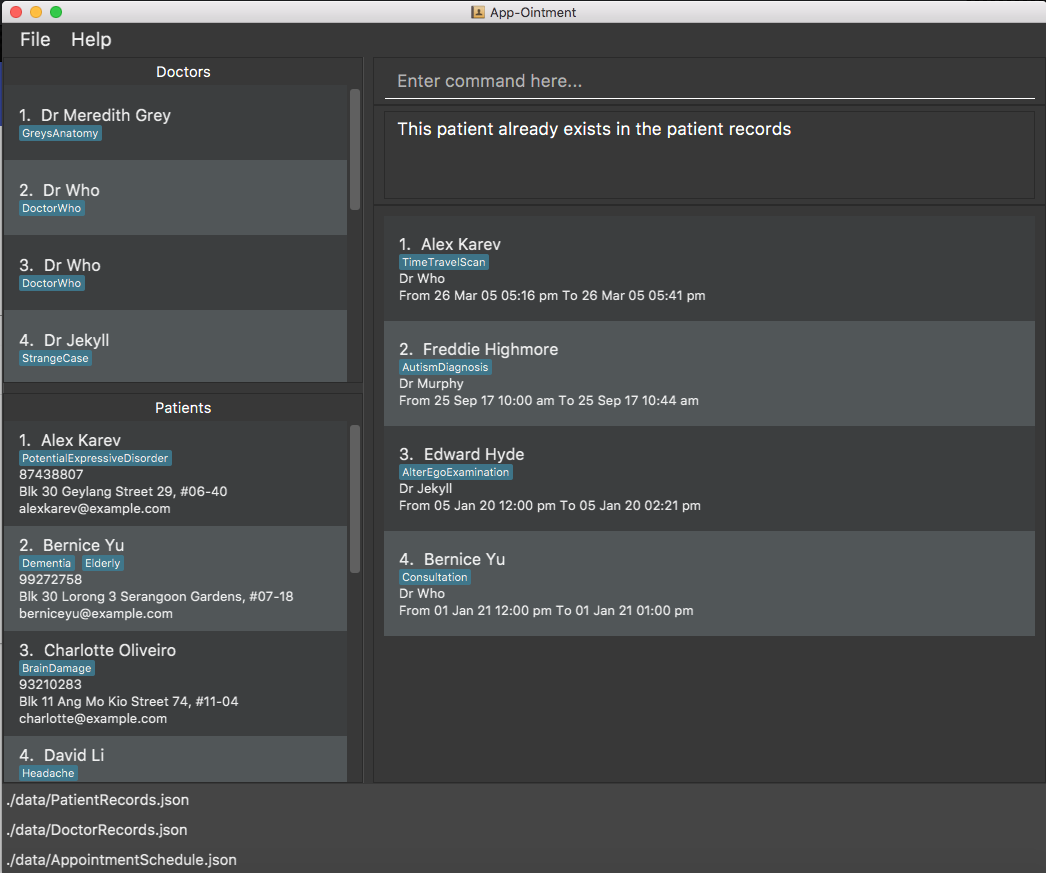 App-Ointment
File Help
Doctors
1. Dr Meredith Grey
GreysAnatomy
2. Dr Who
DoctorWho
3. Dr Who
DoctorWho
4. Dr Jekyll
StrangeCase
Patients
1. Alex Karev
PotentialExpressiveDisorder
87438807
Blk 30 Geylang Street 29, #06-40
alexkarev@example.com
2. Bernice Yu
Dementia Elderly
99272758
Blk 30 Lorong 3 Serangoon Gardens, #07-18
berniceyu@example.com
3. Charlotte Oliveiro
BrainDamage
93210283
Blk 11 Ang Mo Kio Street 74, #11-04
charlotte@example.com
4. David Li
Headache
Enter command here...
This patient already exists in the patient records
1. Alex Karev
TimeTravelScan
Dr Who
From 26 Mar 05 05:16 pm To 26 Mar 05 05:41 pm
2. Freddie Highmore
AutismDiagnosis
Dr Murphy
From 25 Sep 17 10:00 am To 25 Sep 17 10:44 am
3. Edward Hyde
AlterEgoExamination
Dr Jekyll
From 05 Jan 20 12:00 pm To 05 Jan 20 02:21 pm
4. Bernice Yu
Consultation
Dr Who
From 01 Jan 21 12:00 pm To 01 Jan 21 01:00 pm
./data/PatientRecords.json
./data/DoctorRecords.json
./data/AppointmentSchedule.json